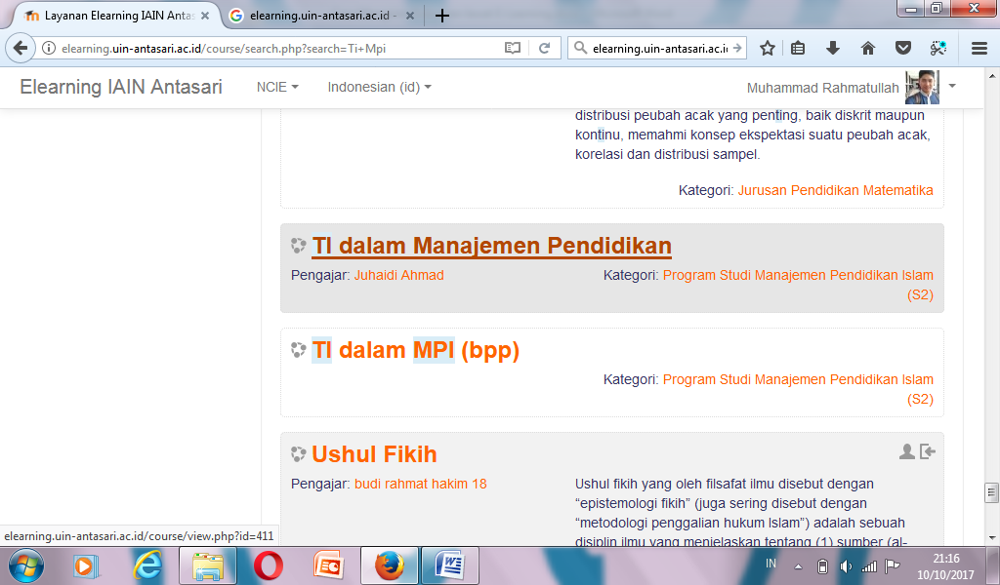 Layanan Elearning IAIN Antas
elearning.uin-antasari.ac.id -
elearning.uin-antasari.ac.id/course/search.php?search=Ti+Mpi
elearning.uin-antasari.ac.i
Elearning IAIN Antasari
NCIE
Indonesian (id)
Muhammad Rahmatullah
distribusi peubah acak yang penting, baik diskrit maupun
kontinu, memahmi konsep ekspektasi suatu peubah acak,
korelasi dan distribusi sampel.
Kategori: Jurusan Pendidikan Matematika
TI dalam Manajemen Pendidikan
Pengajar: Juhaidi Ahmad
Kategori: Program Studi Manajemen Pendidikan Islam
(S2)
TI dalam MPI (bpp)
Kategori: Program Studi Manajemen Pendidikan Islam
(S2)
Ushul Fikih
Pengajar: budi rahmat hakim 18
Ushul fikih yang oleh filsafat ilmu disebut dengan
“epistemologi fikih” (juga sering disebut dengan
“metodologi penggalian hukum Islam”) adalah sebuah
disiplin ilmu yang menjelaskan tentang (1) sumber (al-
elearning.uin-antasari.ac.id/course/view.php?id=411
IN
21:16
10/10/2017